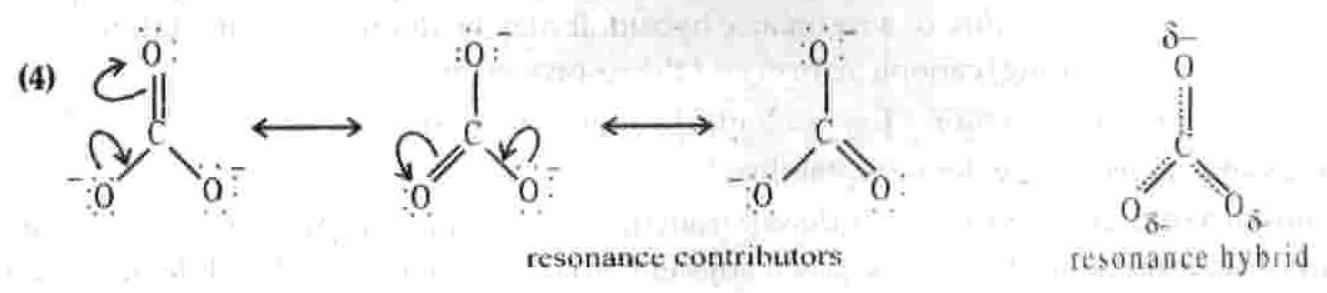 (4)
:O:
C
-:O:
:O:-
:O:-
C
:O:
:O:-
:O:-
C
-:O:
:O:
δ–
O
C
O δ–
O δ–
resonance contributors
resonance hybrid